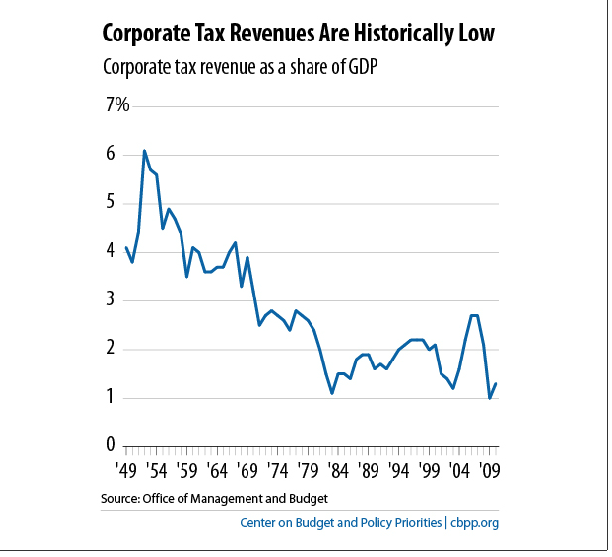 Corporate Tax Revenues Are Historically Low
Corporate tax revenue as a share of GDP
7%
6
5
4
3
2
1
0
'49 '54 '59 '64 '69 '74 '79 '84 '89 '94 '99 '04 '09
Source: Office of Management and Budget
Center on Budget and Policy Priorities | cbpp.org